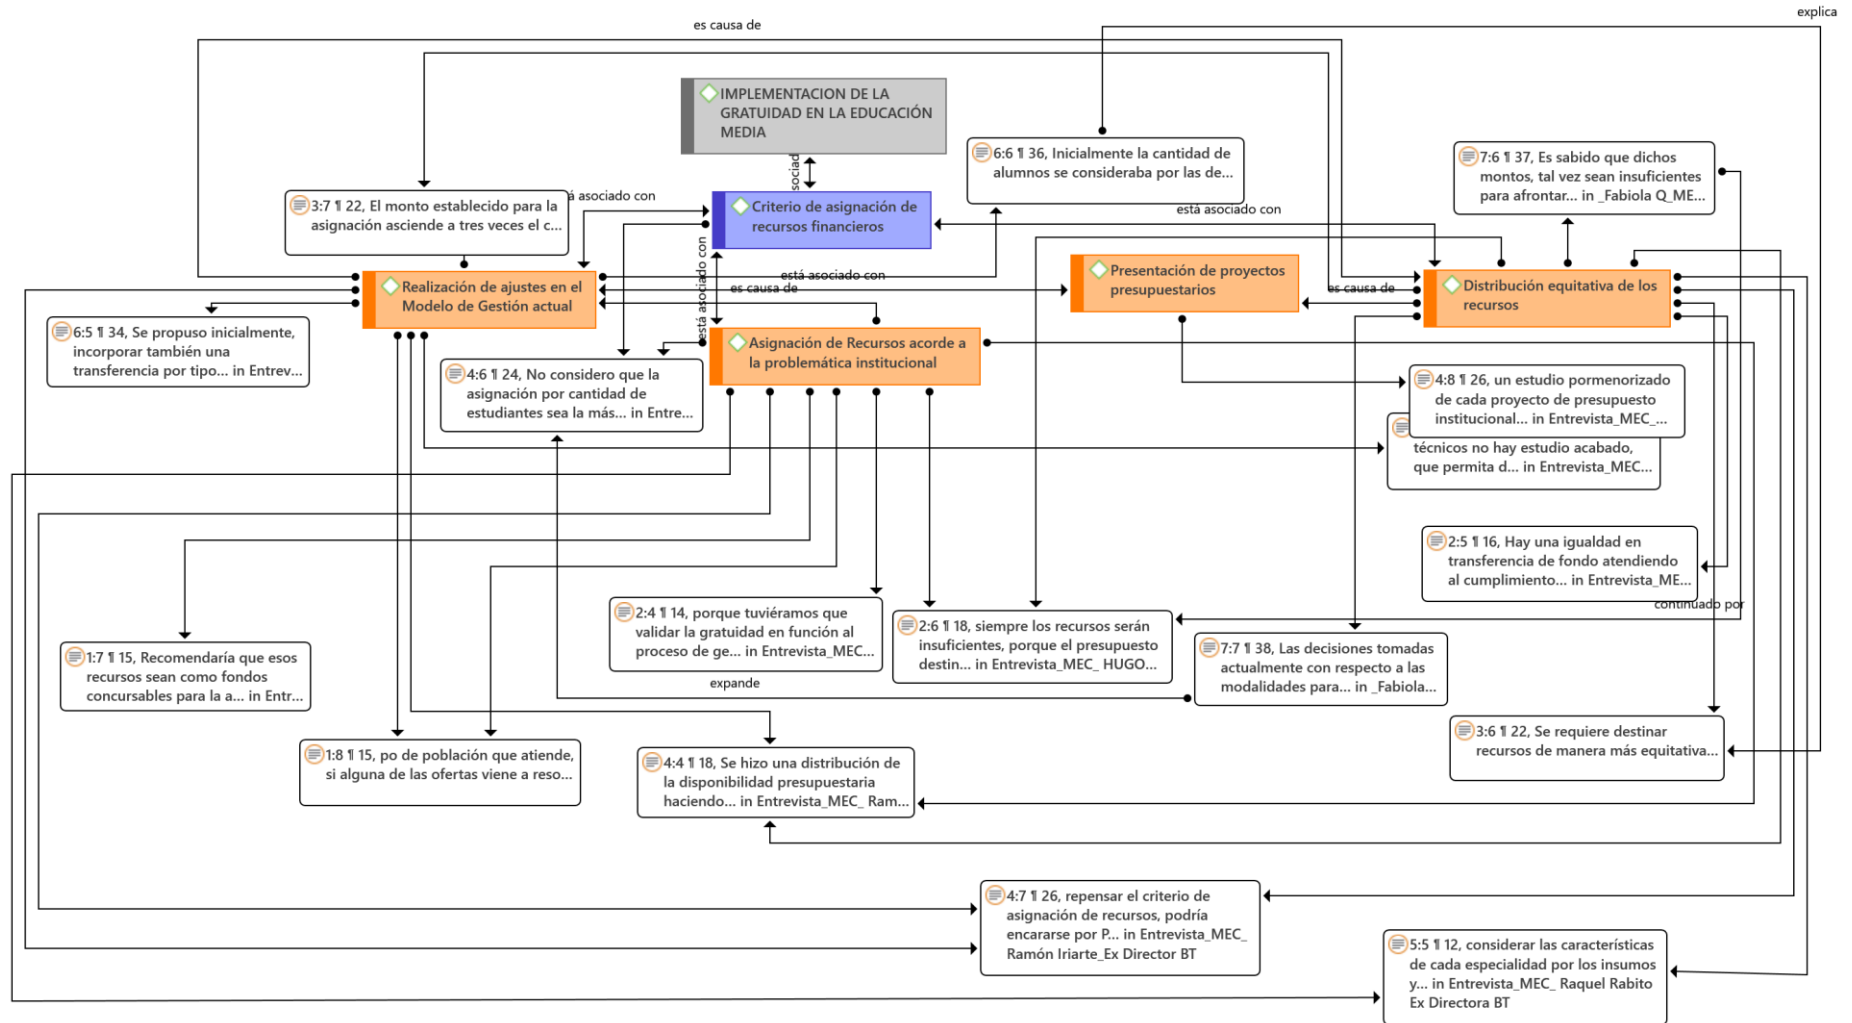 explica
es causa de
IMPLEMENTACION DE LA
GRATUIDAD EN LA EDUCACIÓN
MEDIA
6:6 ¶ 36, Inicialmente la cantidad de
alumnos se consideraba por las de...
7:6 ¶ 37, Es sabido que dichos
montos, tal vez sean insuficientes
para afrontar... in _Fabiola Q_ME...
sociad
3:7 ¶ 22, El monto establecido para la
asignación asciende a tres veces el c...
á asociado con
Criterio de asignación de
recursos financieros
está asociado con
está asociado con
Realización de ajustes en el
Modelo de Gestión actual
está asociado con
es causa de
Presentación de proyectos
presupuestarios
es causa de
Distribución equitativa de los
recursos
6:5 ¶ 34, Se propuso inicialmente,
incorporar también una
transferencia por tipo... in Entrev...
Asignación de Recursos acorde a
la problemática institucional
4:6 ¶ 24, No considero que la
asignación por cantidad de
estudiantes sea la más... in Entre...
4:8 ¶ 26, un estudio pormenorizado
de cada proyecto de presupuesto
institucional... in Entrevista_MEC_...
técnicos no hay estudio acabado,
que permita d... in Entrevista_MEC...
2:5 ¶ 16, Hay una igualdad en
transferencia de fondo atendiendo
al cumplimiento... in Entrevista_ME...
continuado por
2:4 ¶ 14, porque tuviéramos que
validar la gratuidad en función al
proceso de ge... in Entrevista_MEC...
2:6 ¶ 18, siempre los recursos serán
insuficientes, porque el presupuesto
destin... in Entrevista_MEC_ HUGO...
1:7 ¶ 15, Recomendaría que esos
recursos sean como fondos
concursables para la a... in Entr...
7:7 ¶ 38, Las decisiones tomadas
actualmente con respecto a las
modalidades para... in _Fabiola...
expande
3:6 ¶ 22, Se requiere destinar
recursos de manera más equitativa...
1:8 ¶ 15, po de población que atiende,
si alguna de las ofertas viene a reso...
4:4 ¶ 18, Se hizo una distribución de
la disponibilidad presupuestaria
haciendo... in Entrevista_MEC_ Ram...
4:7 ¶ 26, repensar el criterio de
asignación de recursos, podría
encararse por P... in Entrevista_MEC_
Ramón Iriarte_Ex Director BT
5:5 ¶ 12, considerar las características
de cada especialidad por los insumos
y... in Entrevista_MEC_ Raquel Rabito
Ex Directora BT